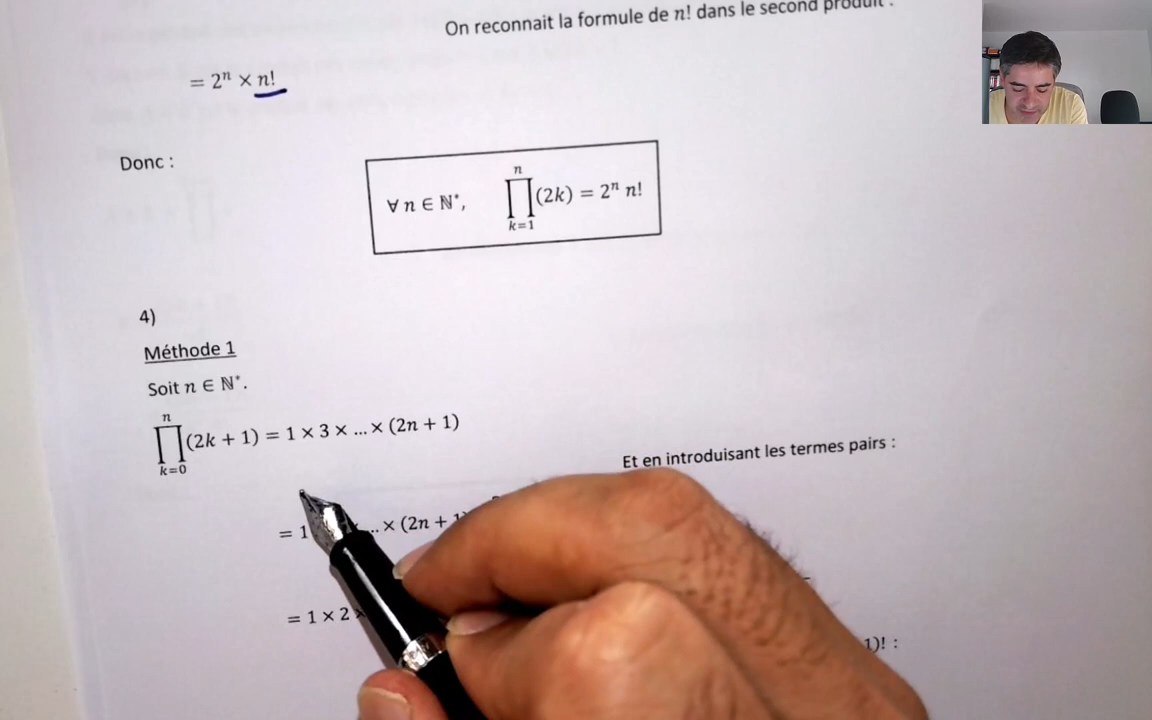 On reconnait la formule de n! dans le second produit :
= 2ⁿ × n!
Donc :
∀ n ∈ ℕ*, ∏_{k=1}^{n} (2k) = 2ⁿ n!
4)
Méthode 1
Soit n ∈ ℕ*.
∏_{k=0}^{n} (2k + 1) = 1 × 3 × … × (2n + 1)
Et en introduisant les termes pairs :
= 1 … × (2n + 1)
= 1 × 2 ×
1)! :